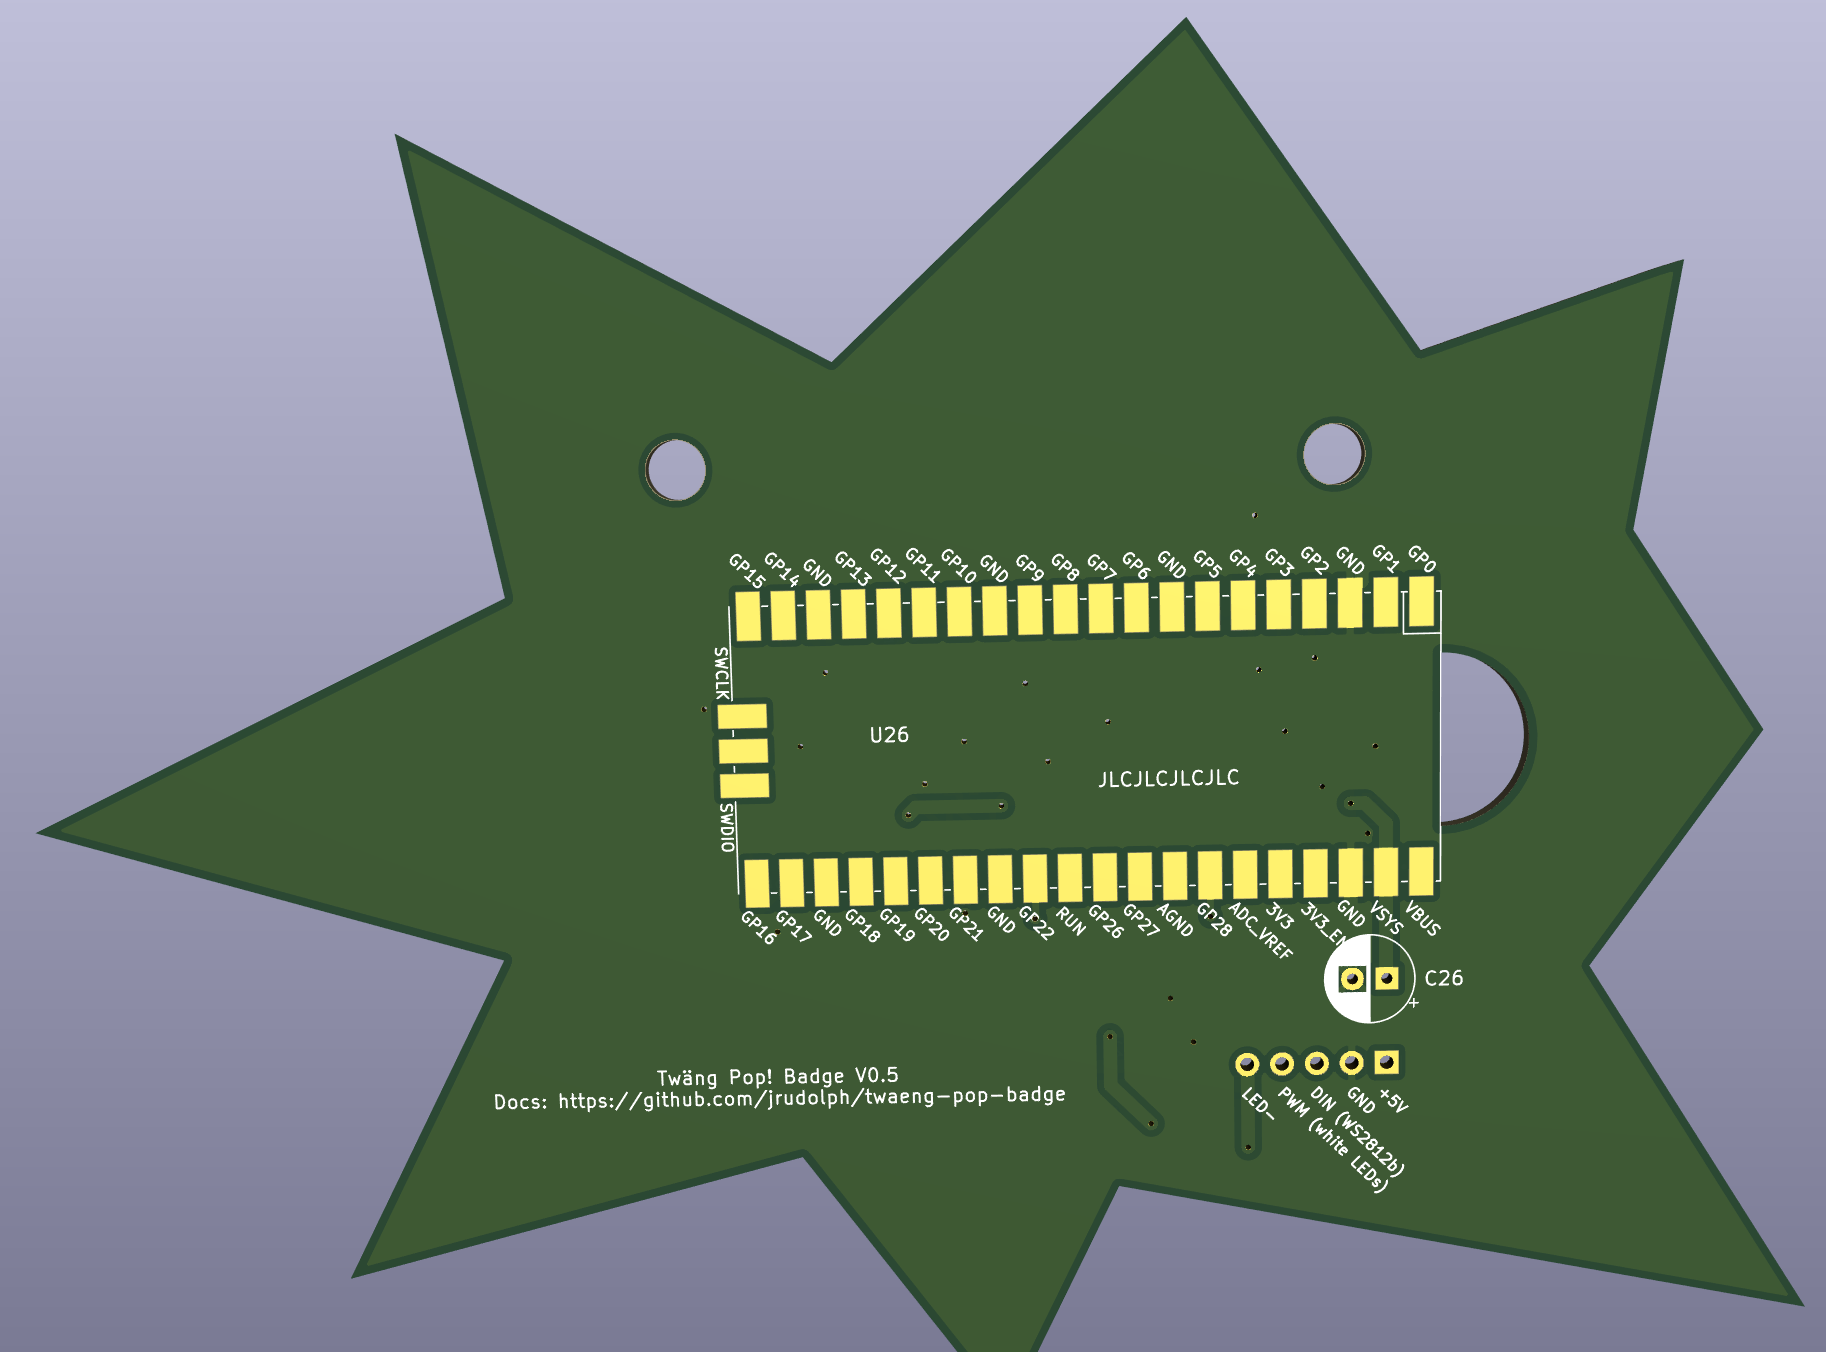 GP15 GP14 GND GP13 GP12 GP11 GP10 GND GP9 GP8 GP7 GP6 GND GP5 GP4 GP3 GP2 GND GP1 GP0
SWCLK
U26
JLCJLCJLCJLC
SWDIO
GP16 GP17 GND GP18 GP19 GP20 GP21 GND GP22 RUN GP26 GP27 AGND GP28 ADC_VREF 3V3 3V3_EN GND VSYS VBUS
C26
+
Twäng Pop! Badge V0.5
Docs: https://github.com/jrudolph/twaeng-pop-badge
LED-
PWM (white LEDs)
DIN (WS2812b)
GND
+5V